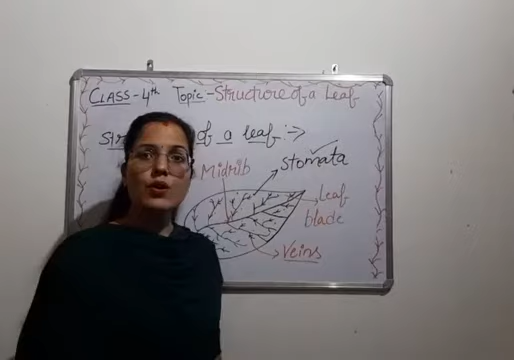 CLASS - 4th Topic - Structure of a Leaf
of a leaf :->
Midrib
Stomata
Leaf
blade
Veins